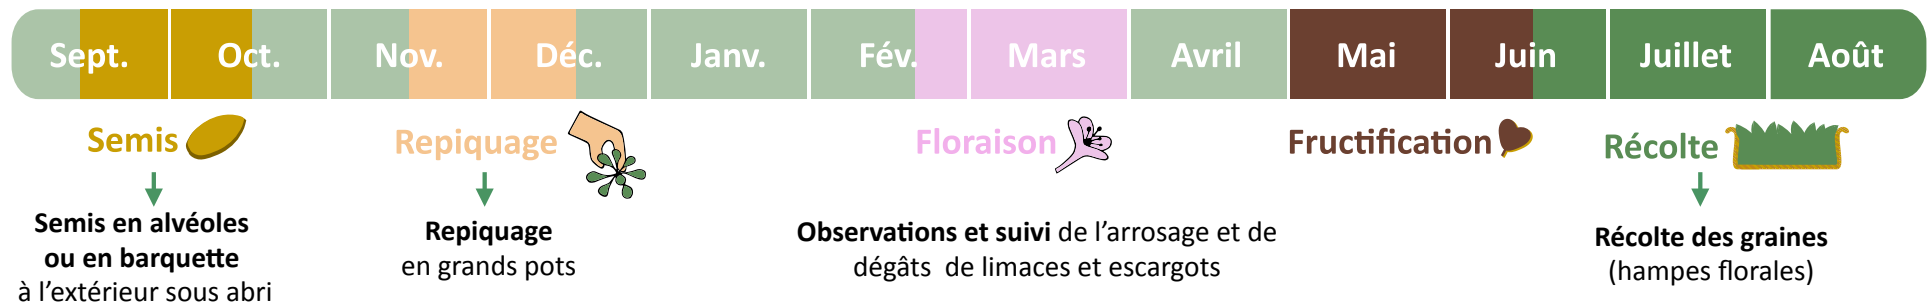 Sept. Oct. Nov. Déc. Janv. Fév. Mars Avril Mai Juin Juillet Août
Semis
Semis en alvéoles
ou en barquette
à l’extérieur sous abri
Repiquage
Repiquage
en grands pots
Floraison
Observations et suivi de l’arrosage et de
dégâts  de limaces et escargots
Fructification
Récolte
Récolte des graines
(hampes florales)